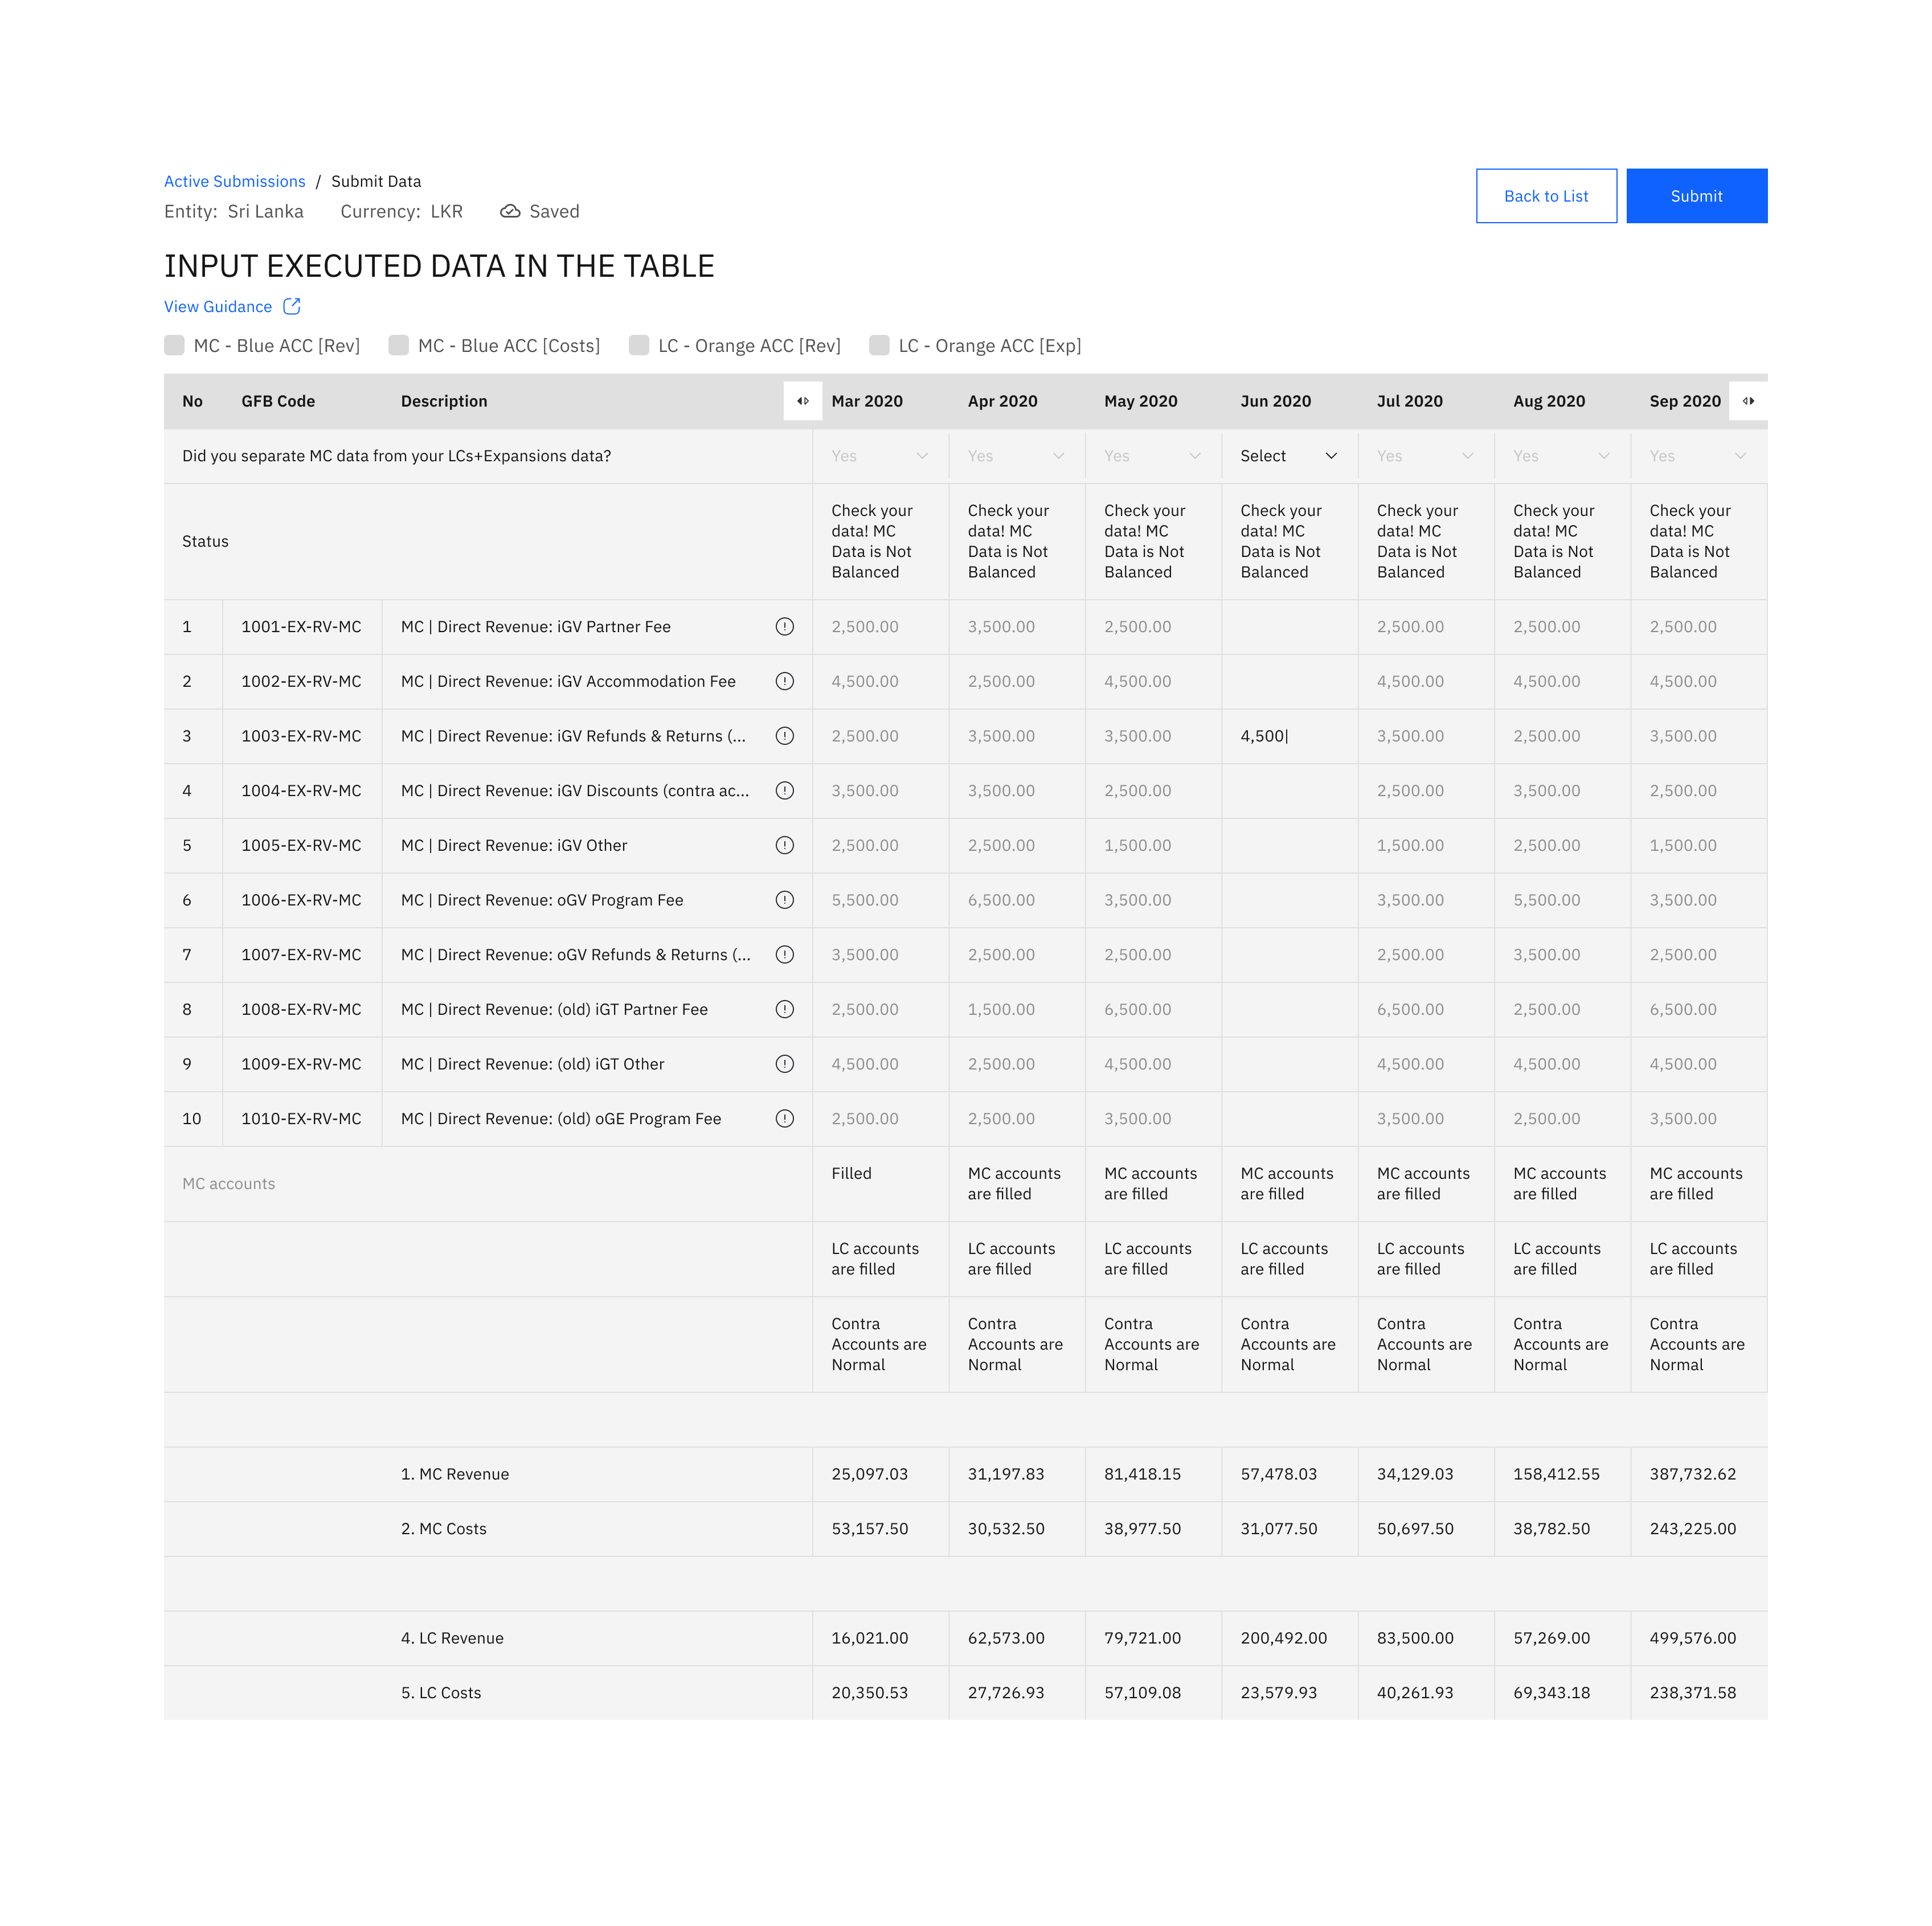 Active Submissions / Submit Data
Entity: Sri Lanka Currency: LKR Saved
Back to List Submit
INPUT EXECUTED DATA IN THE TABLE
View Guidance
MC - Blue ACC [Rev] MC - Blue ACC [Costs] LC - Orange ACC [Rev] LC - Orange ACC [Exp]
No GFB Code Description Mar 2020 Apr 2020 May 2020 Jun 2020 Jul 2020 Aug 2020 Sep 2020
Did you separate MC data from your LCs+Expansions data? Yes Yes Yes Select Yes Yes Yes
Check your Check your Check your Check your Check your Check your Check your
data! MC data! MC data! MC data! MC data! MC data! MC data! MC
Status
Data is Not Data is Not Data is Not Data is Not Data is Not Data is Not Data is Not
Balanced Balanced Balanced Balanced Balanced Balanced Balanced
1 1001-EX-RV-MC MC | Direct Revenue: iGV Partner Fee 2,500.00 3,500.00 2,500.00 2,500.00 2,500.00 2,500.00
2 1002-EX-RV-MC MC | Direct Revenue: iGV Accommodation Fee 4,500.00 2,500.00 4,500.00 4,500.00 4,500.00 4,500.00
3 1003-EX-RV-MC MC | Direct Revenue: iGV Refunds & Returns (... 2,500.00 3,500.00 3,500.00 4,500| 3,500.00 2,500.00 3,500.00
4 1004-EX-RV-MC MC | Direct Revenue: iGV Discounts (contra ac... 3,500.00 3,500.00 2,500.00 2,500.00 3,500.00 2,500.00
5 1005-EX-RV-MC MC | Direct Revenue: iGV Other 2,500.00 2,500.00 1,500.00 1,500.00 2,500.00 1,500.00
6 1006-EX-RV-MC MC | Direct Revenue: oGV Program Fee 5,500.00 6,500.00 3,500.00 3,500.00 5,500.00 3,500.00
7 1007-EX-RV-MC MC | Direct Revenue: oGV Refunds & Returns (... 3,500.00 2,500.00 2,500.00 2,500.00 3,500.00 2,500.00
8 1008-EX-RV-MC MC | Direct Revenue: (old) iGT Partner Fee 2,500.00 1,500.00 6,500.00 6,500.00 2,500.00 6,500.00
9 1009-EX-RV-MC MC | Direct Revenue: (old) iGT Other 4,500.00 2,500.00 4,500.00 4,500.00 4,500.00 4,500.00
10 1010-EX-RV-MC MC | Direct Revenue: (old) oGE Program Fee 2,500.00 2,500.00 3,500.00 3,500.00 2,500.00 3,500.00
Filled MC accounts MC accounts MC accounts MC accounts MC accounts MC accounts
MC accounts
are filled are filled are filled are filled are filled are filled
LC accounts LC accounts LC accounts LC accounts LC accounts LC accounts LC accounts
are filled are filled are filled are filled are filled are filled are filled
Contra Contra Contra Contra Contra Contra Contra
Accounts are Accounts are Accounts are Accounts are Accounts are Accounts are Accounts are
Normal Normal Normal Normal Normal Normal Normal
1. MC Revenue 25,097.03 31,197.83 81,418.15 57,478.03 34,129.03 158,412.55 387,732.62
2. MC Costs 53,157.50 30,532.50 38,977.50 31,077.50 50,697.50 38,782.50 243,225.00
4. LC Revenue 16,021.00 62,573.00 79,721.00 200,492.00 83,500.00 57,269.00 499,576.00
5. LC Costs 20,350.53 27,726.93 57,109.08 23,579.93 40,261.93 69,343.18 238,371.58